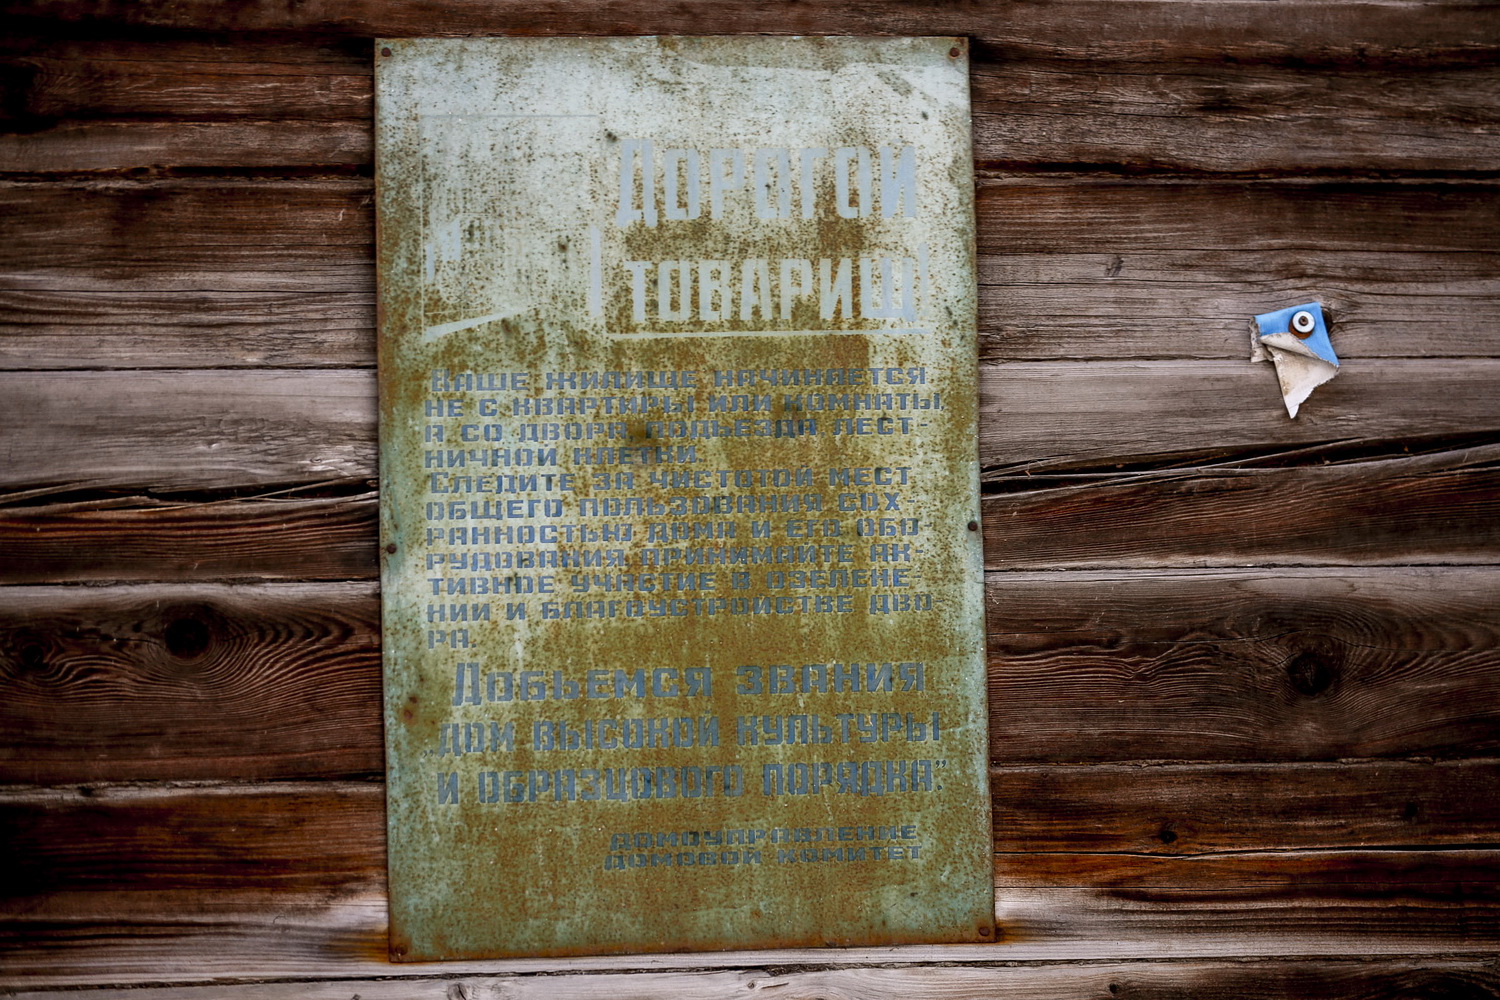 Дорогой
товарищ
Ваше жилище начинается
не с квартиры или комнаты
а со двора, подъезда лест-
ничной клетки
Следите за чистотой мест
общего пользования сох-
ранностью дома и его обо-
рудования принимайте ак-
тивное участие в озелене-
нии и благоустройстве дво-
ра.
Добьемся звания
„Дом высокой культуры
и образцового порядка".
Домоуправление
Домовой комитет